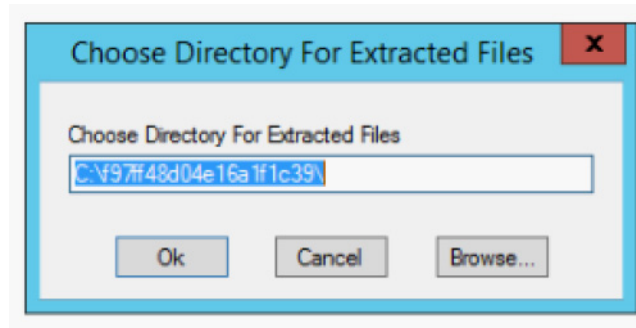 Choose Directory For Extracted Files
x
Choose Directory For Extracted Files
C:\f97ff48d04e16a1f1c39\
Ok Cancel Browse...